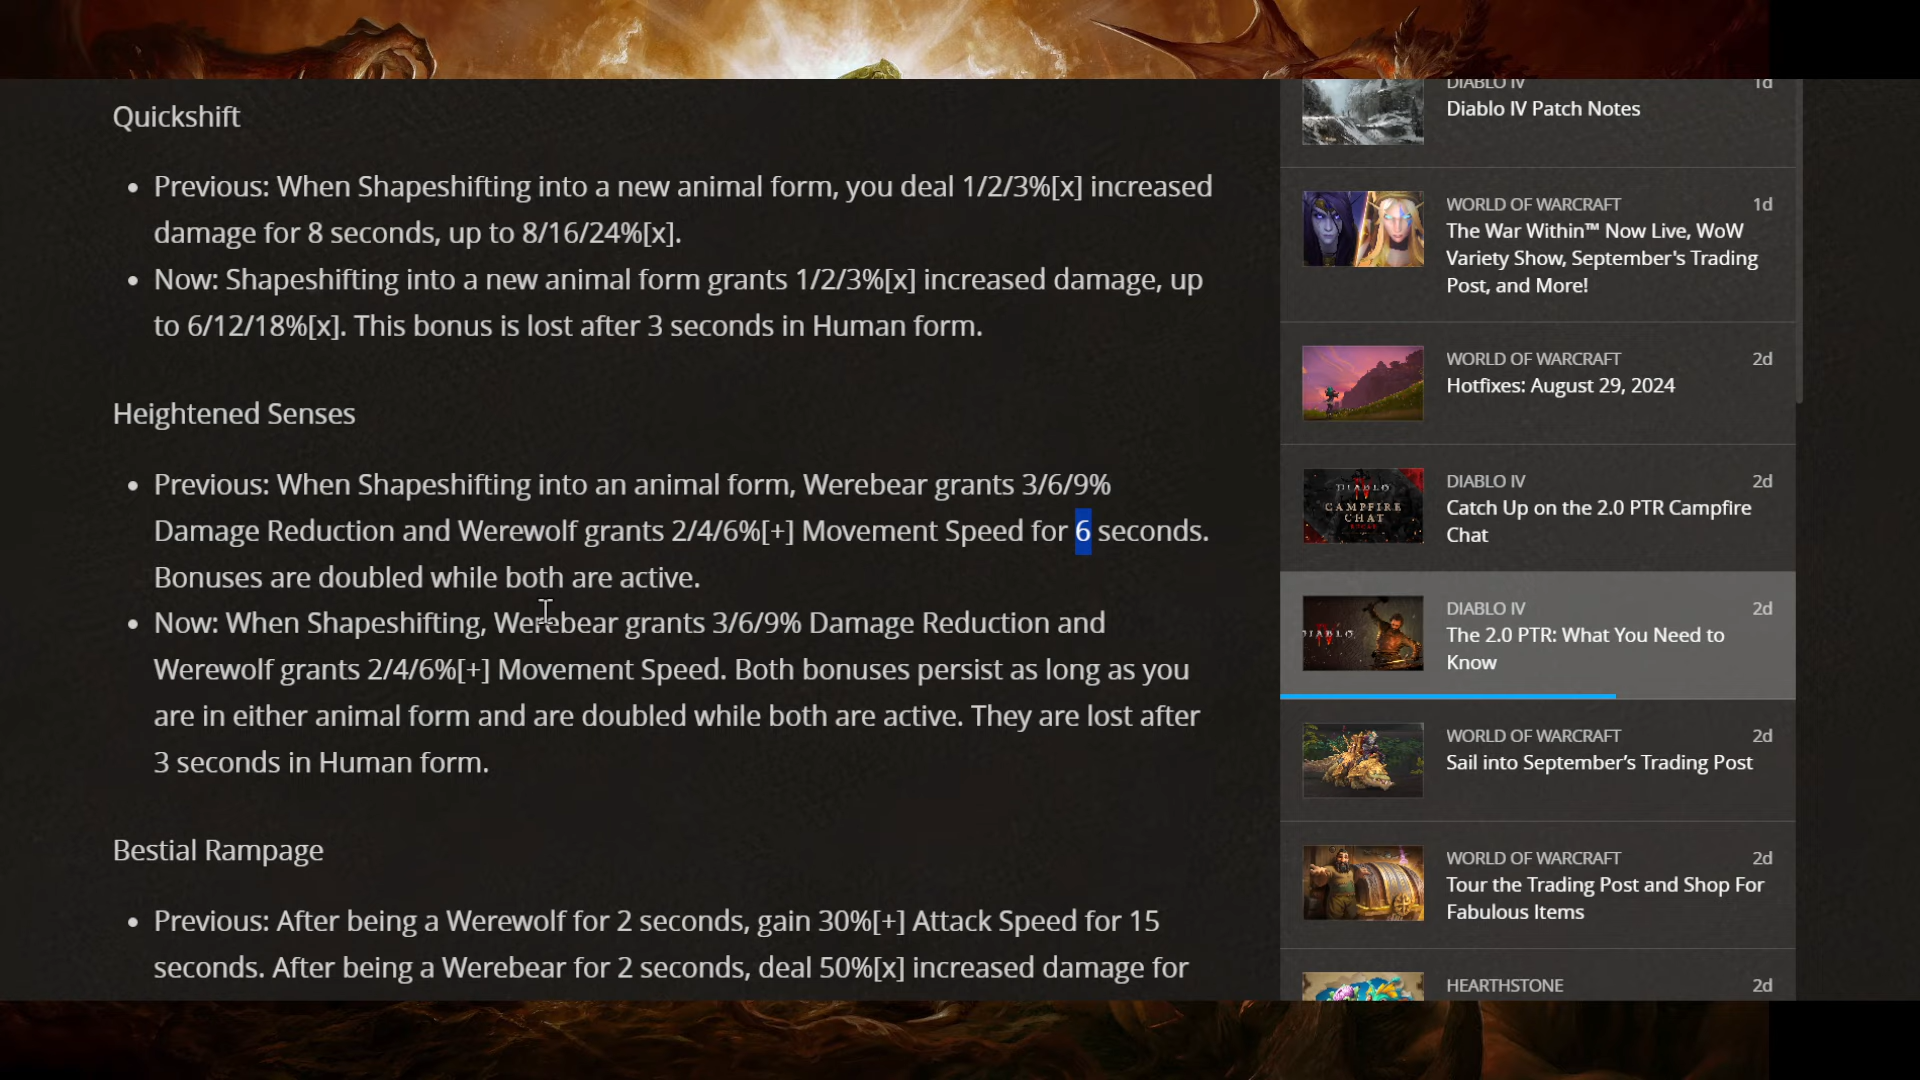 Quickshift
Previous: When Shapeshifting into a new animal form, you deal 1/2/3%[x] increased
damage for 8 seconds, up to 8/16/24%[x].
Now: Shapeshifting into a new animal form grants 1/2/3%[x] increased damage, up
to 6/12/18%[x]. This bonus is lost after 3 seconds in Human form.
Heightened Senses
Previous: When Shapeshifting into an animal form, Werebear grants 3/6/9%
Damage Reduction and Werewolf grants 2/4/6%[+] Movement Speed for 6 seconds.
Bonuses are doubled while both are active.
Now: When Shapeshifting, Werebear grants 3/6/9% Damage Reduction and
Werewolf grants 2/4/6%[+] Movement Speed. Both bonuses persist as long as you
are in either animal form and are doubled while both are active. They are lost after
3 seconds in Human form.
Bestial Rampage
Previous: After being a Werewolf for 2 seconds, gain 30%[+] Attack Speed for 15
seconds. After being a Werebear for 2 seconds, deal 50%[x] increased damage for
DIABLO IV 1d
Diablo IV Patch Notes
WORLD OF WARCRAFT 1d
The War Within™ Now Live, WoW
Variety Show, September's Trading
Post, and More!
WORLD OF WARCRAFT 2d
Hotfixes: August 29, 2024
DIABLO
CAMPFIRE
CHAT
DIABLO IV 2d
Catch Up on the 2.0 PTR Campfire
Chat
DIABLO
DIABLO IV 2d
The 2.0 PTR: What You Need to
Know
WORLD OF WARCRAFT 2d
Sail into September’s Trading Post
WORLD OF WARCRAFT 2d
Tour the Trading Post and Shop For
Fabulous Items
HEARTHSTONE 2d